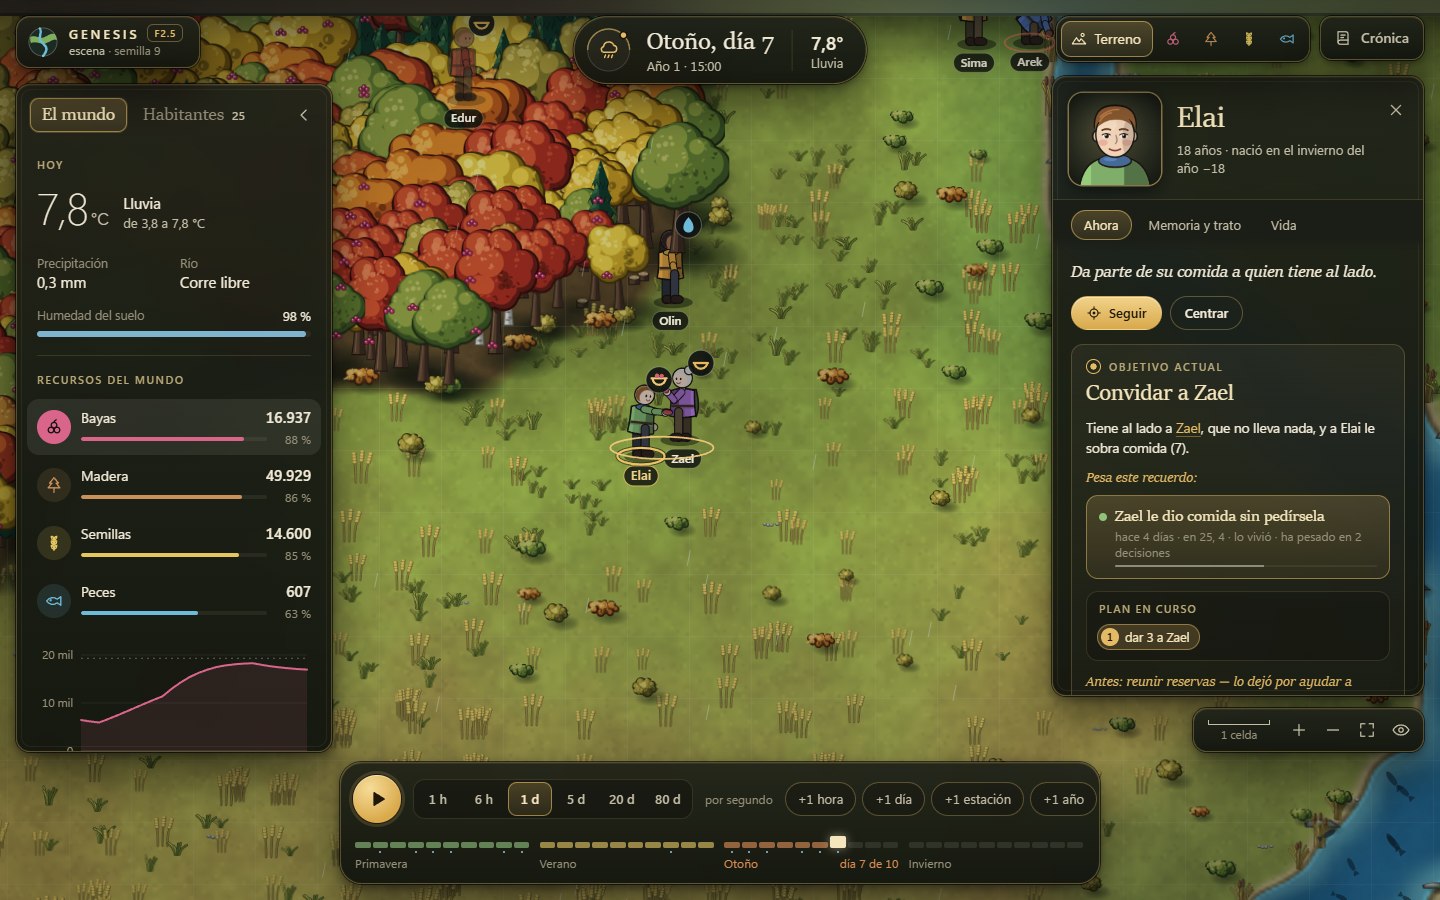 GENESIS F2.5
escena · semilla 9
Otoño, día 7
Año 1 · 15:00
7,8°
Lluvia
Terreno
Crónica
El mundo
Habitantes 25
HOY
7,8 °C
Lluvia
de 3,8 a 7,8 °C
Precipitación
0,3 mm
Río
Corre libre
Humedad del suelo 98 %
RECURSOS DEL MUNDO
Bayas 16.937
88 %
Madera 49.929
86 %
Semillas 14.600
85 %
Peces 607
63 %
20 mil
10 mil
0
Edur
Sima
Arek
Olin
Zael
Elai
Elai
18 años · nació en el invierno del
año −18
Ahora
Memoria y trato
Vida
Da parte de su comida a quien tiene al lado.
Seguir
Centrar
OBJETIVO ACTUAL
Convidar a Zael
Tiene al lado a Zael, que no lleva nada, y a Elai le
sobra comida (7).
Pesa este recuerdo:
Zael le dio comida sin pedírsela
hace 4 días · en 25, 4 · lo vivió · ha pesado en 2
decisiones
PLAN EN CURSO
1 dar 3 a Zael
Antes: reunir reservas — lo dejó por ayudar a
1 celda
1 h
6 h
1 d
5 d
20 d
80 d
por segundo
+1 hora
+1 día
+1 estación
+1 año
Primavera
Verano
Otoño
día 7 de 10
Invierno